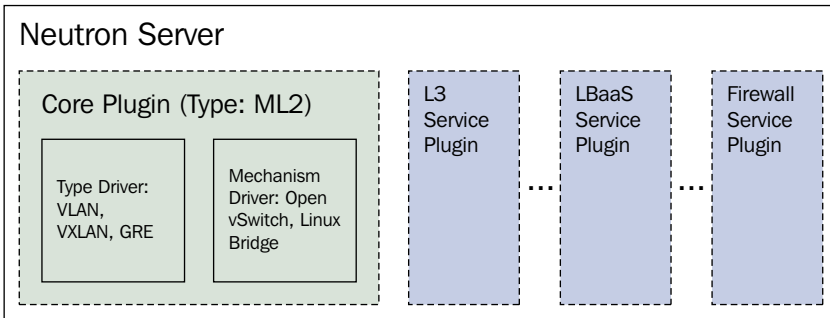 Neutron Server
Core Plugin (Type: ML2)
Type Driver:
VLAN,
VXLAN, GRE
Mechanism
Driver: Open
vSwitch, Linux
Bridge
L3
Service
Plugin
...
LBaaS
Service
Plugin
...
Firewall
Service
Plugin